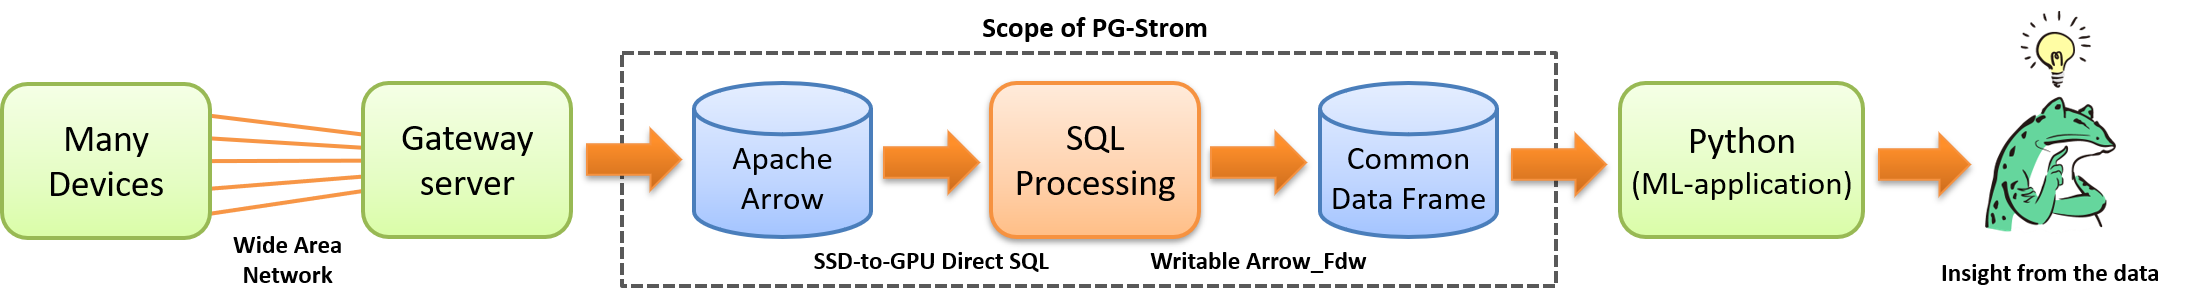 Scope of PG-Strom
Many
Devices
Wide Area
Network
Gateway
server
Apache
Arrow
SSD-to-GPU Direct SQL
SQL
Processing
Writable Arrow_Fdw
Common
Data Frame
Python
(ML-application)
Insight from the data